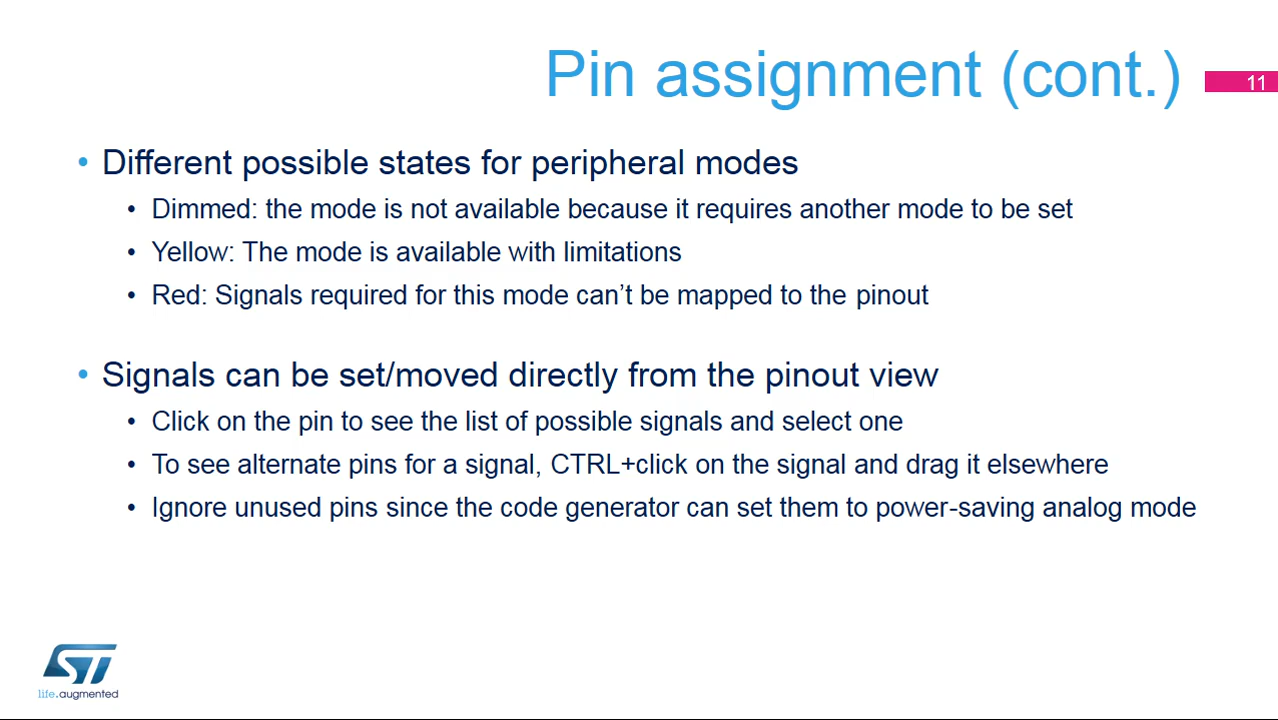 Pin assignment (cont.)
11
• Different possible states for peripheral modes
• Dimmed: the mode is not available because it requires another mode to be set
• Yellow: The mode is available with limitations
• Red: Signals required for this mode can’t be mapped to the pinout
• Signals can be set/moved directly from the pinout view
• Click on the pin to see the list of possible signals and select one
• To see alternate pins for a signal, CTRL+click on the signal and drag it elsewhere
• Ignore unused pins since the code generator can set them to power-saving analog mode
ST
life.augmented